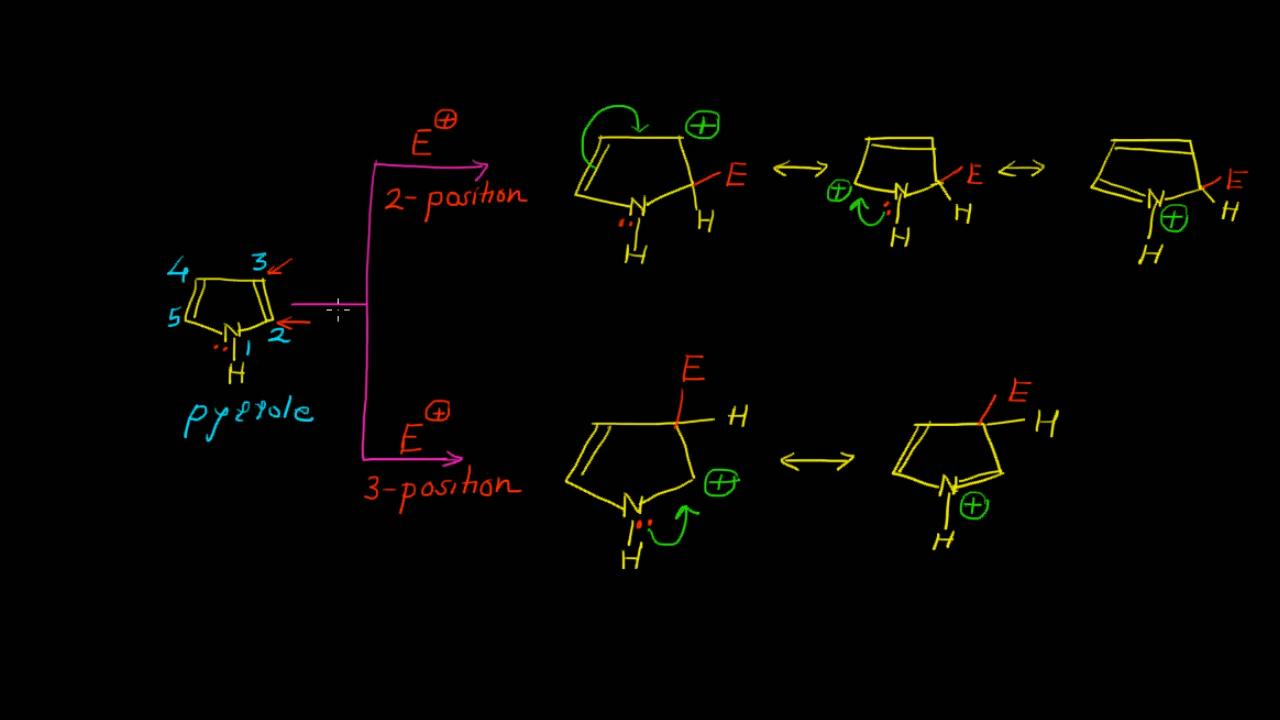 E ⊕
2-position
⊕
E
H
N
··
H
⊕
E
H
N
··
H
E
H
N
⊕
H
4
3
5
2
N
1
··
H
pyrrole
E ⊕
3-position
E
H
⊕
N
··
H
E
H
N
⊕
H